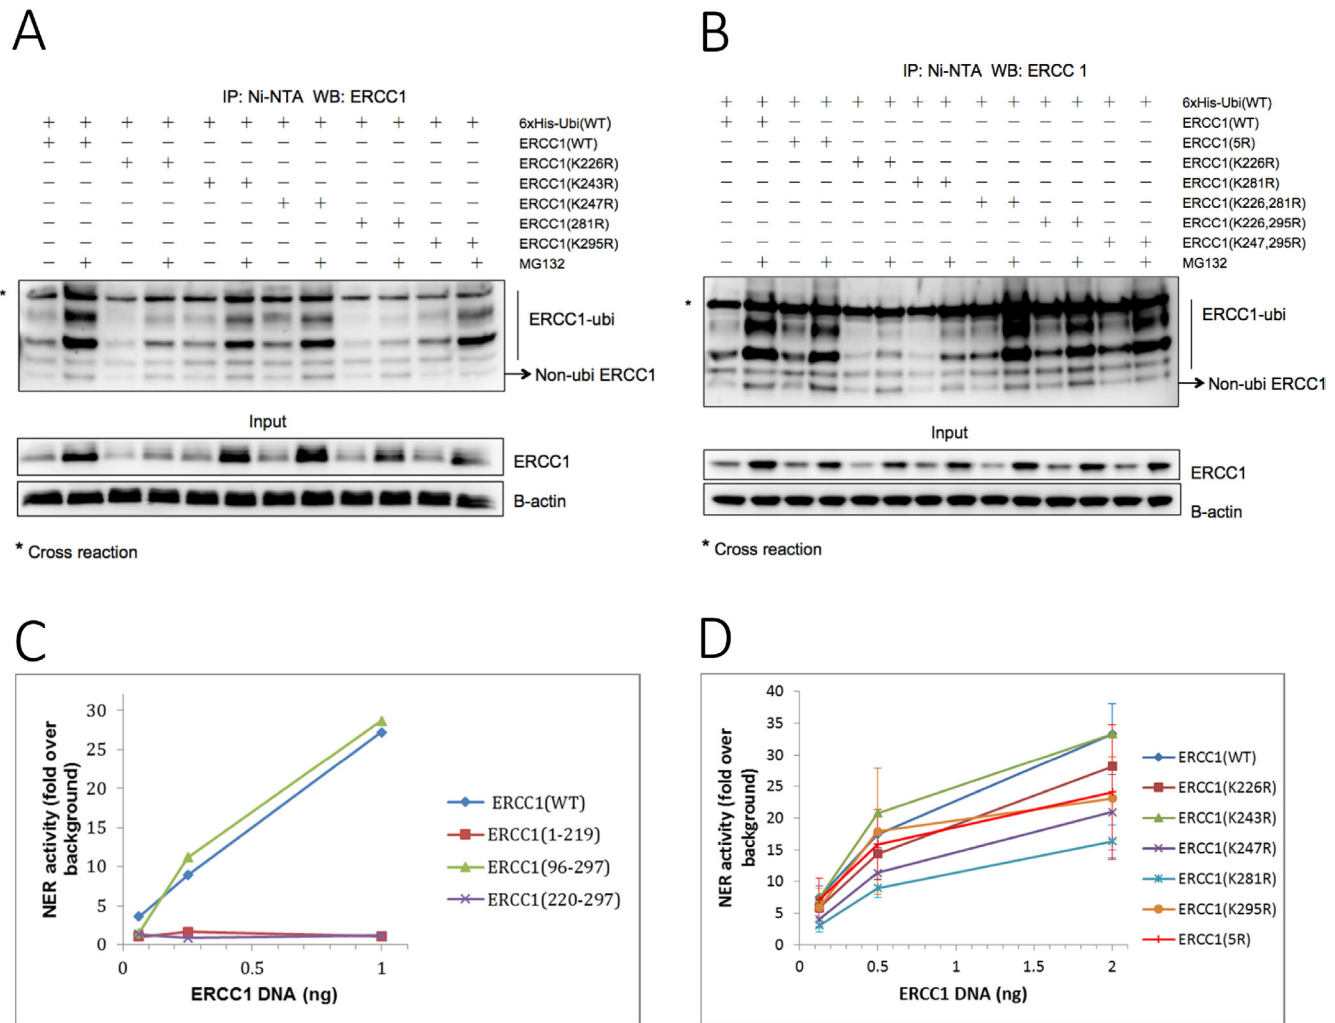 A
IP: Ni-NTA WB: ERCC1
+ + + + + + + + + + + + 6xHis-Ubi(WT)
+ + − − − − − − − − − − ERCC1(WT)
− − + + − − − − − − − − ERCC1(K226R)
− − − − + + − − − − − − ERCC1(K243R)
− − − − − − + + − − − − ERCC1(K247R)
− − − − − − − − + + − − ERCC1(281R)
− − − − − − − − − − + + ERCC1(K295R)
− + − + − + − + − + − + MG132
*
ERCC1-ubi
Non-ubi ERCC1
Input
ERCC1
B-actin
* Cross reaction
B
IP: Ni-NTA WB: ERCC 1
+ + + + + + + + + + + + + + 6xHis-Ubi(WT)
+ + − − − − − − − − − − − − ERCC1(WT)
− − + + − − − − − − − − − − ERCC1(5R)
− − − − + + − − − − − − − − ERCC1(K226R)
− − − − − − + + − − − − − − ERCC1(K281R)
− − − − − − − − + + − − − − ERCC1(K226,281R)
− − − − − − − − − − + + − − ERCC1(K226,295R)
− − − − − − − − − − − − + + ERCC1(K247,295R)
− + − + − + − + − + − + − + MG132
*
ERCC1-ubi
Non-ubi ERCC1
Input
ERCC1
B-actin
* Cross reaction
C
NER activity (fold over
background)
30
25
20
15
10
5
0
0 0.5 1
ERCC1 DNA (ng)
ERCC1(WT)
ERCC1(1-219)
ERCC1(96-297)
ERCC1(220-297)
D
NER activity (fold over
background)
40
35
30
25
20
15
10
5
0
0 0.5 1 1.5 2
ERCC1 DNA (ng)
ERCC1(WT)
ERCC1(K226R)
ERCC1(K243R)
ERCC1(K247R)
ERCC1(K281R)
ERCC1(K295R)
ERCC1(5R)